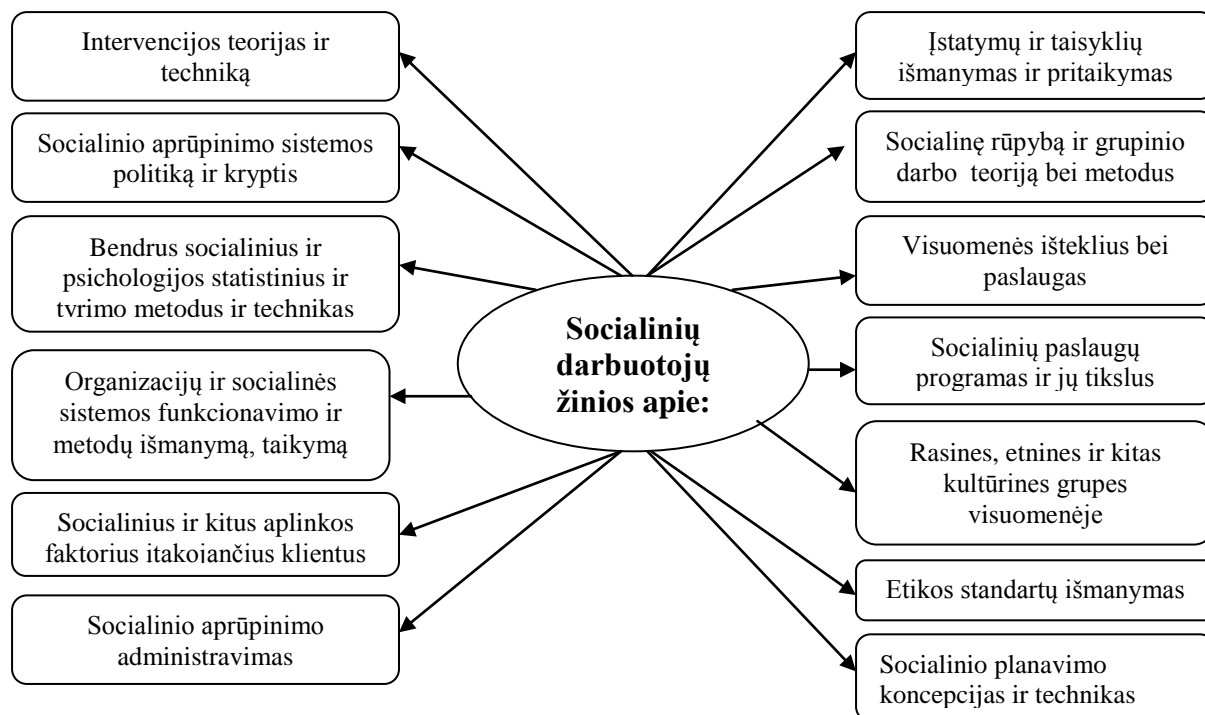 Intervencijos teorijas ir
techniką
Socialinio aprūpinimo sistemos
politiką ir kryptis
Bendrus socialinius ir
psichologijos statistinius ir
tvrimo metodus ir technikas
Organizacijų ir socialinės
sistemos funkcionavimo ir
metodų išmanymą, taikymą
Socialinius ir kitus aplinkos
faktorius itakoiančius klientus
Socialinio aprūpinimo
administravimas
Socialinių
darbuotojų
žinios apie:
Įstatymų ir taisyklių
išmanymas ir pritaikymas
Socialinę rūpybą ir grupinio
darbo teoriją bei metodus
Visuomenės išteklius bei
paslaugas
Socialinių paslaugų
programas ir jų tikslus
Rasines, etnines ir kitas
kultūrines grupes
visuomenėje
Etikos standartų išmanymas
Socialinio planavimo
koncepcijas ir technikas